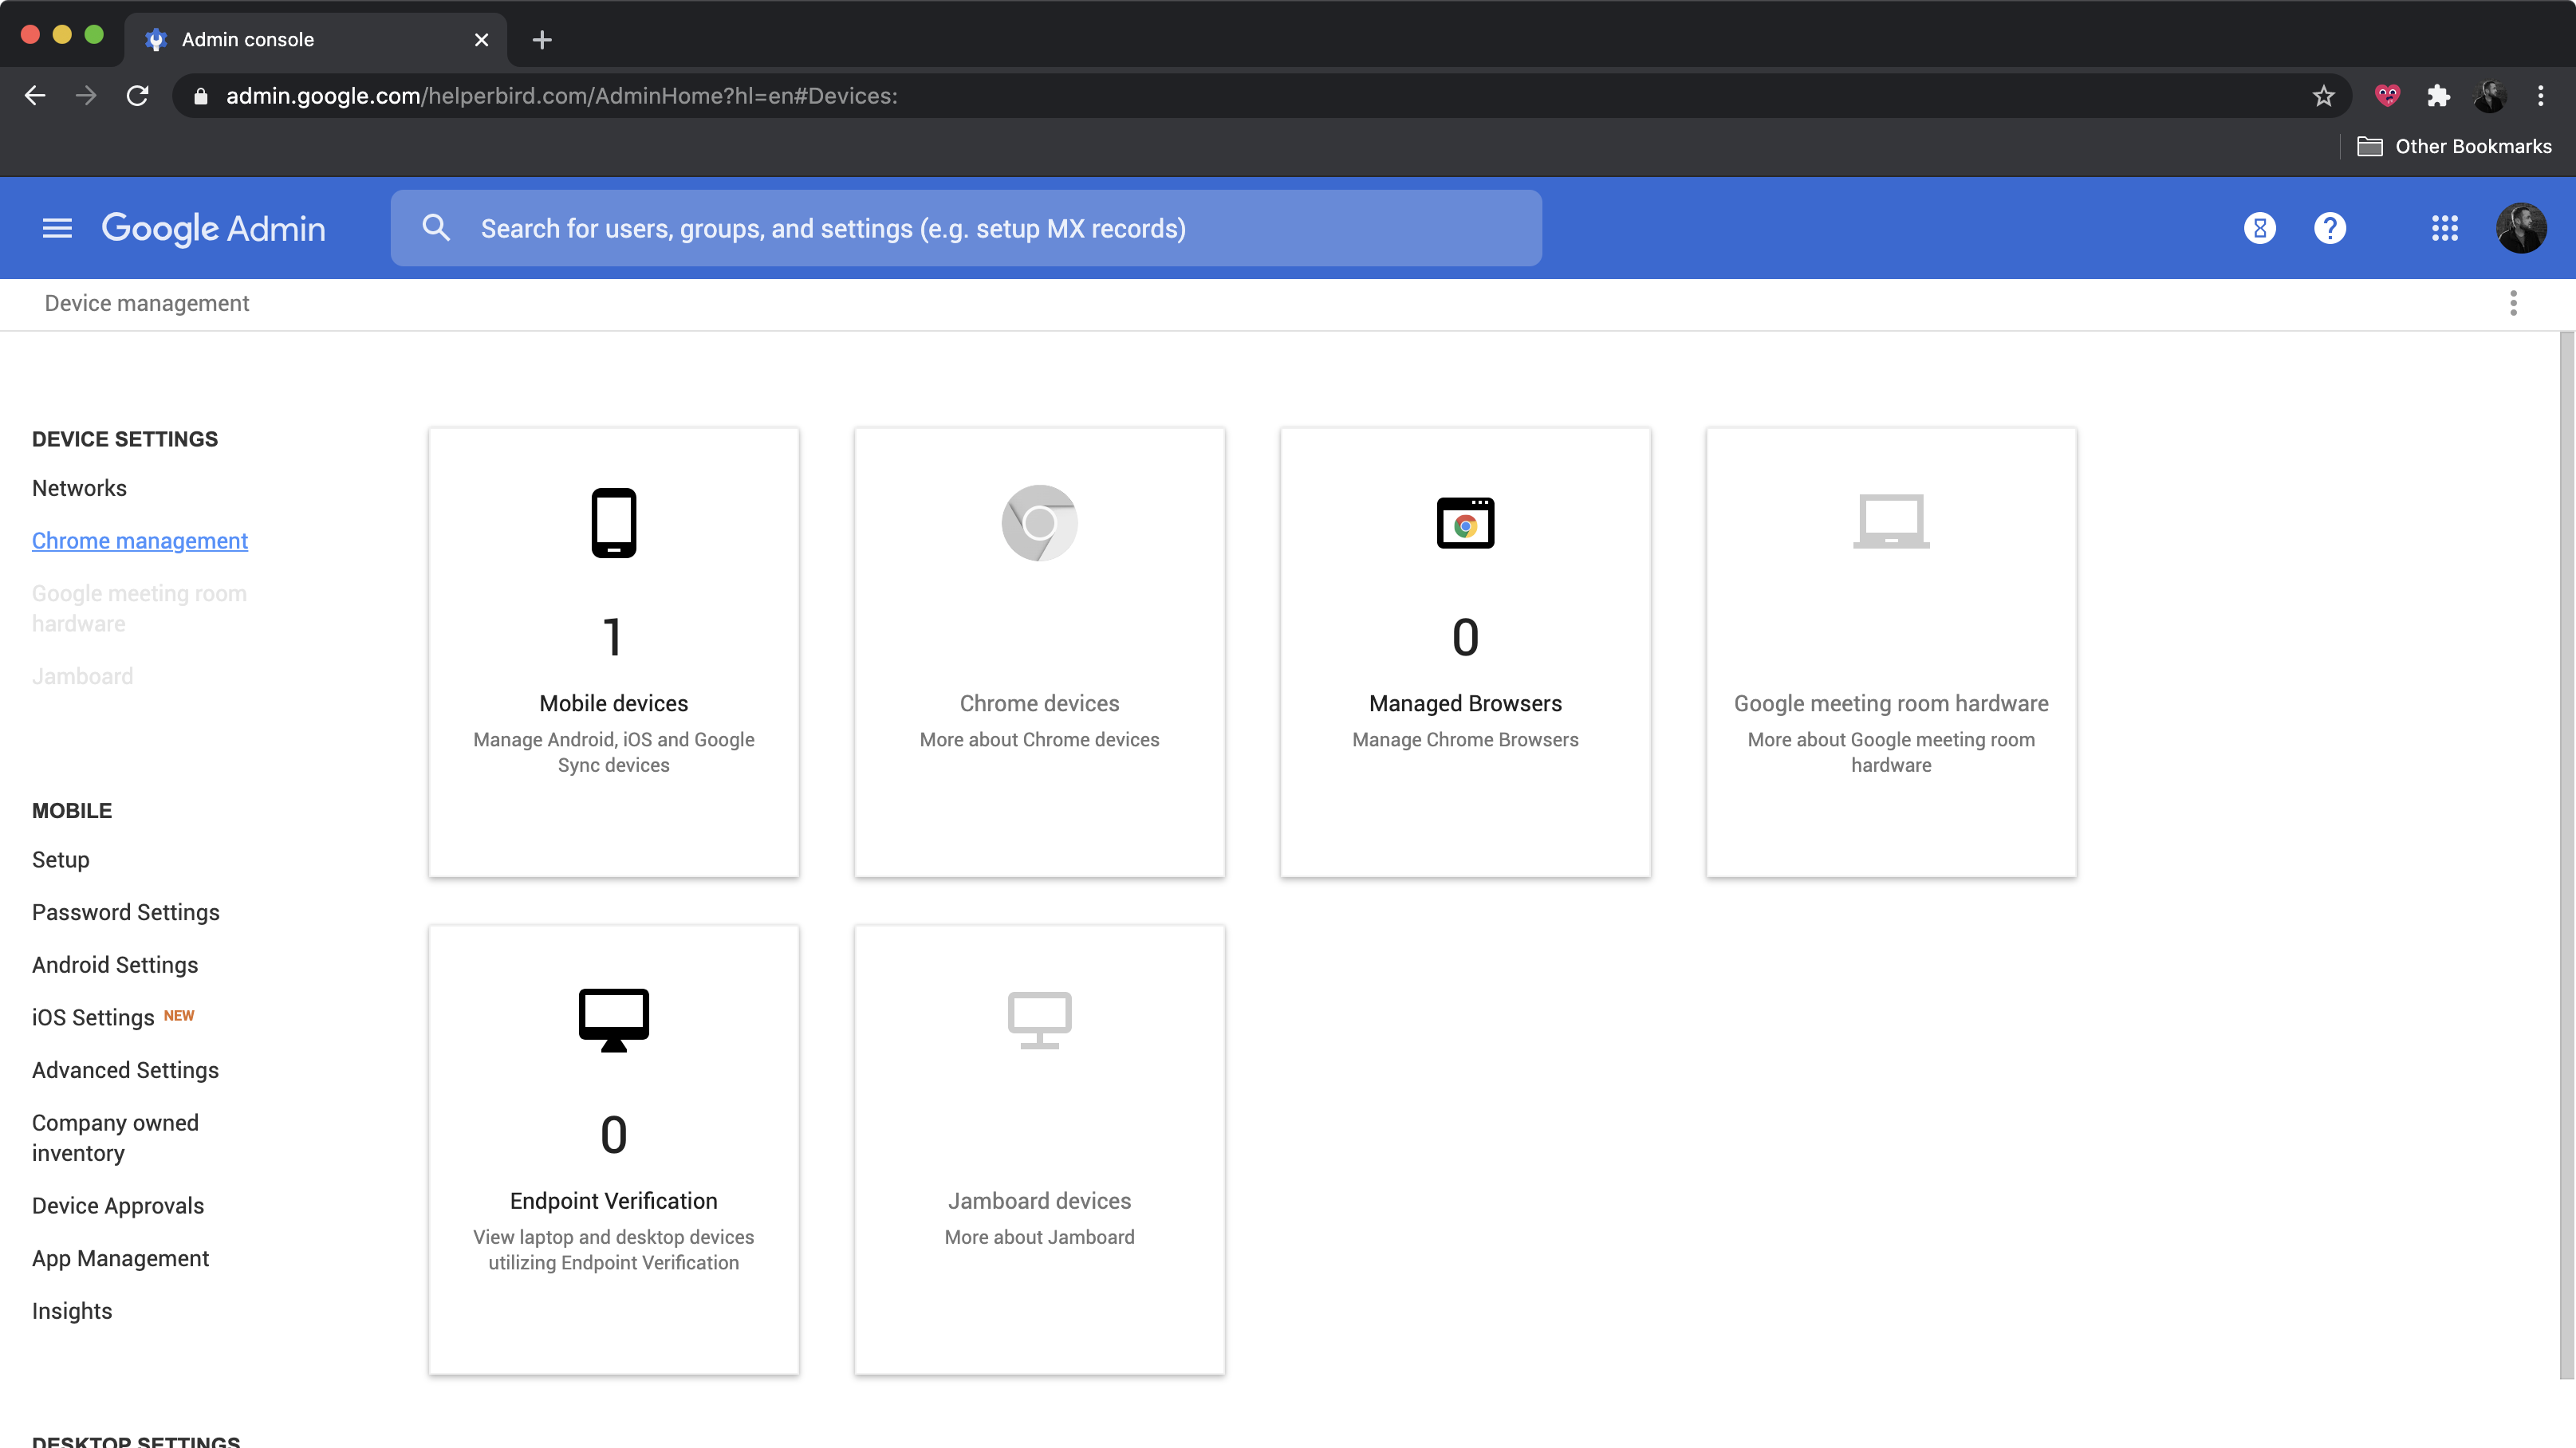 Admin console
admin.google.com/helperbird.com/AdminHome?hl=en#Devices:
Other Bookmarks
Google Admin
Search for users, groups, and settings (e.g. setup MX records)
Device management
DEVICE SETTINGS
Networks
Chrome management
Google meeting room
hardware
Jamboard
MOBILE
Setup
Password Settings
Android Settings
iOS Settings NEW
Advanced Settings
Company owned
inventory
Device Approvals
App Management
Insights
DESKTOP SETTINGS
1
Mobile devices
Manage Android, iOS and Google
Sync devices
Chrome devices
More about Chrome devices
0
Managed Browsers
Manage Chrome Browsers
Google meeting room hardware
More about Google meeting room
hardware
0
Endpoint Verification
View laptop and desktop devices
utilizing Endpoint Verification
Jamboard devices
More about Jamboard